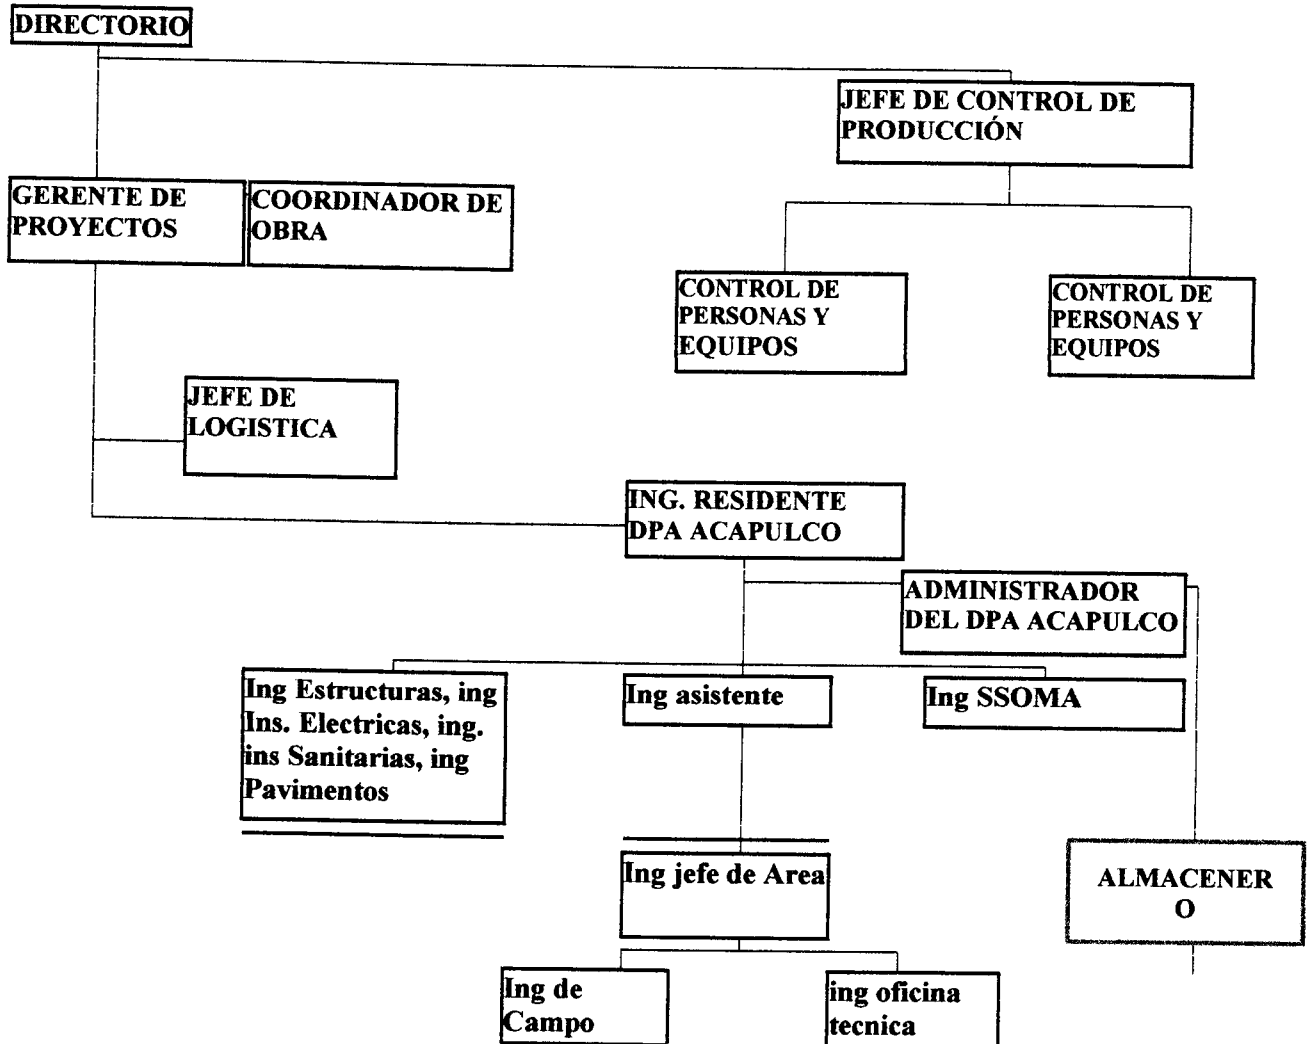 DIRECTORIO
JEFE DE CONTROL DE
PRODUCCIÓN
GERENTE DE
PROYECTOS
COORDINADOR DE
OBRA
CONTROL DE
PERSONAS Y
EQUIPOS
CONTROL DE
PERSONAS Y
EQUIPOS
JEFE DE
LOGISTICA
ING. RESIDENTE
DPA ACAPULCO
ADMINISTRADOR
DEL DPA ACAPULCO
Ing Estructuras, ing
Ins. Electricas, ing.
ins Sanitarias, ing
Pavimentos
Ing asistente
Ing SSOMA
Ing jefe de Area
ALMACENER
O
Ing de
Campo
ing oficina
tecnica